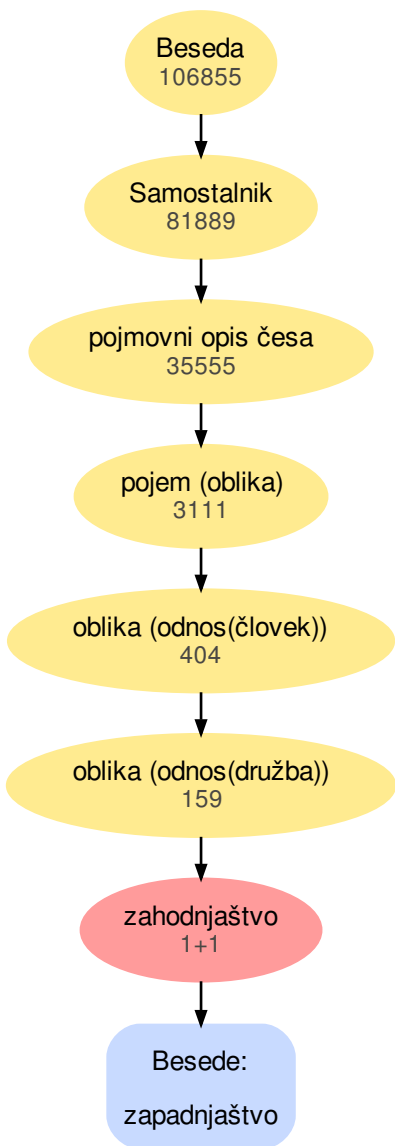 Beseda
106855
Samostalnik
81889
pojmovni opis česa
35555
pojem (oblika)
3111
oblika (odnos(človek))
404
oblika (odnos(družba))
159
zahodnjaštvo
1+1
Besede:
zapadnjaštvo